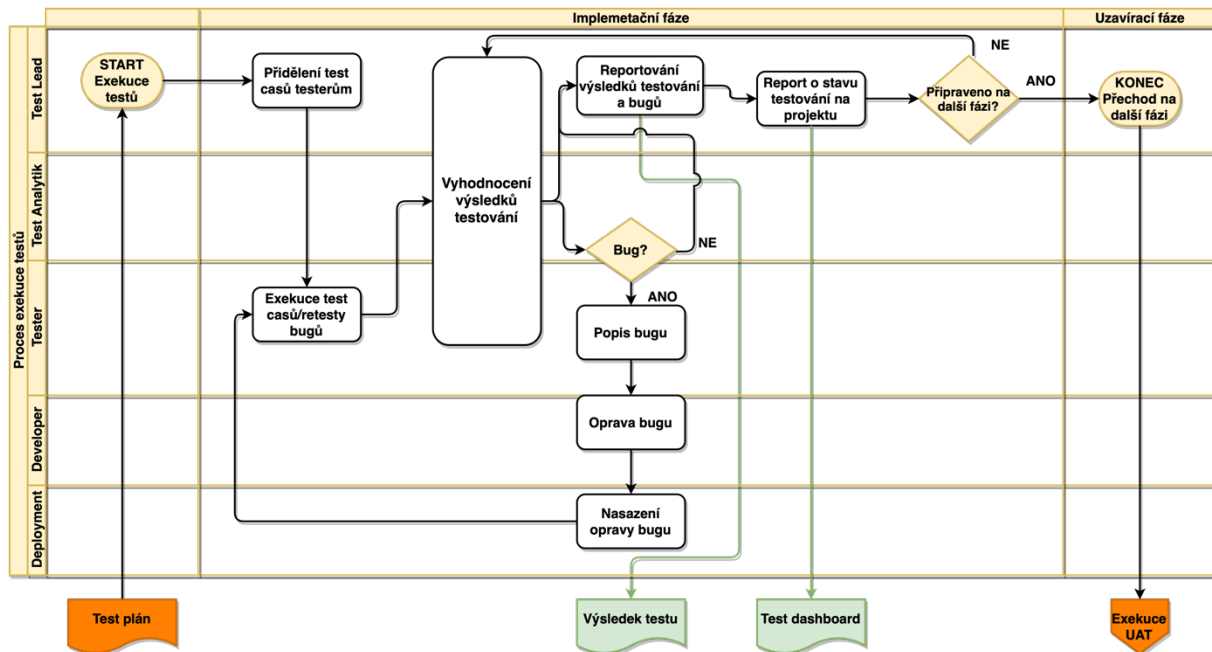 Implemetační fáze
Uzavírací fáze
Proces exekuce testů
Test Lead
Test Analytik
Tester
Developer
Deployment
START
Exekuce
testů
Přidělení test
casů testerům
Vyhodnocení
výsledků
testování
Reportování
výsledků testování
a bugů
Report o stavu
testování na
projektu
NE
Připraveno na
další fázi?
ANO
KONEC
Přechod na
další fázi
Bug?
NE
ANO
Exekuce test
casů/retesty
bugů
Popis bugu
Oprava bugu
Nasazení
opravy bugu
Test plán
Výsledek testu
Test dashboard
Exekuce
UAT